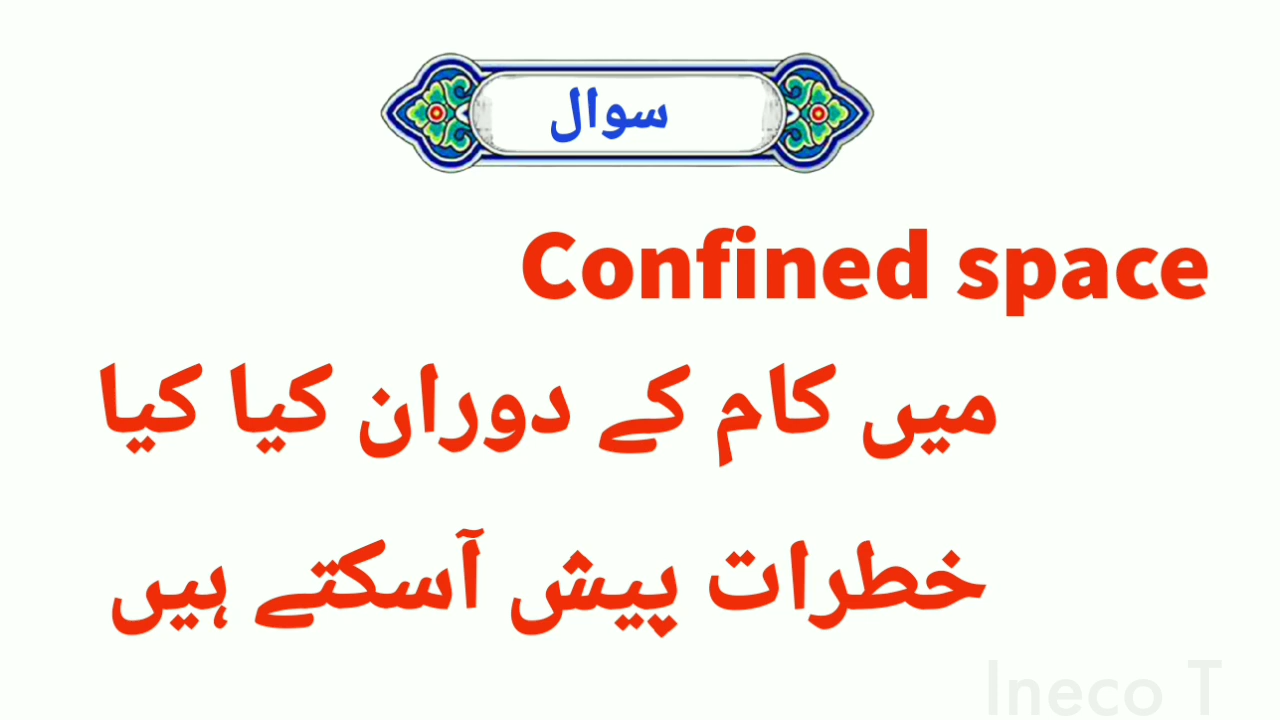 سوال
Confined space
میں کام کے دوران کیا کیا
خطرات پیش آسکتے ہیں
Ineco T